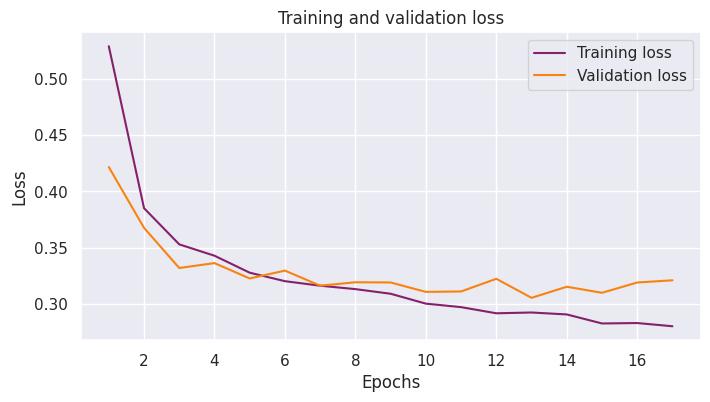 Training and validation loss
Training loss
Validation loss
0.50
0.45
0.40
0.35
0.30
Loss
2 4 6 8 10 12 14 16
Epochs